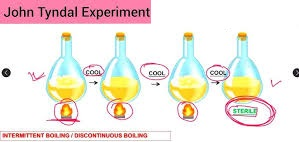 John Tyndal Experiment
COOL
COOL
COOL
STERILE
INTERMITTENT BOILING / DISCONTINUOUS BOILING